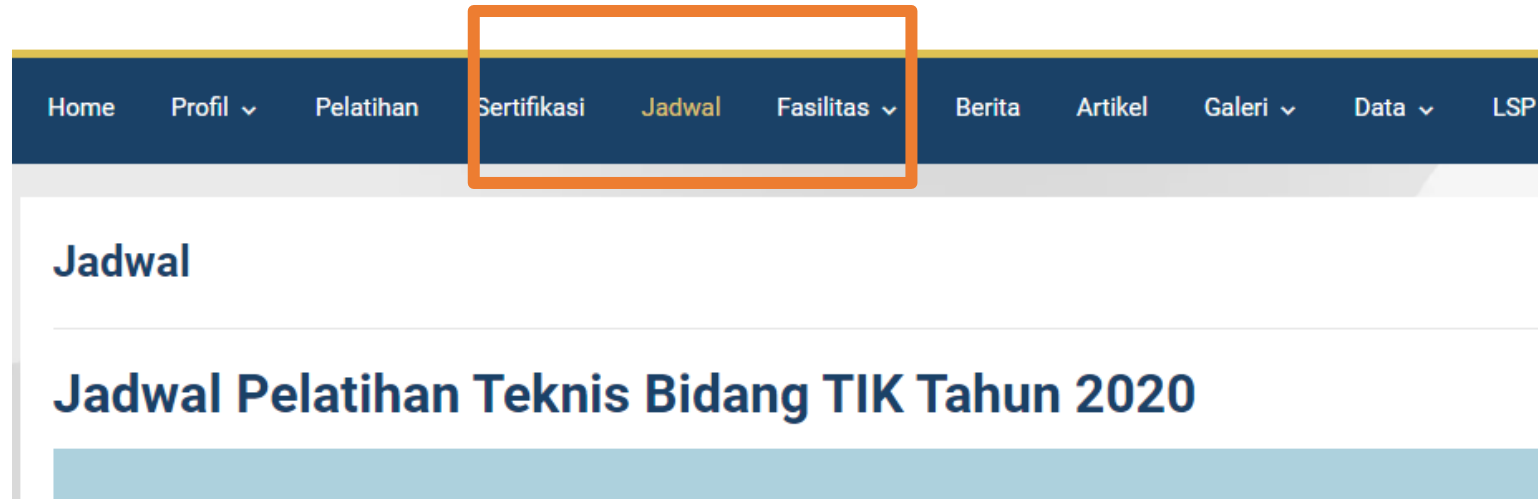 Home Profil Pelatihan Sertifikasi Jadwal Fasilitas Berita Artikel Galeri Data LSP
Jadwal
Jadwal Pelatihan Teknis Bidang TIK Tahun 2020